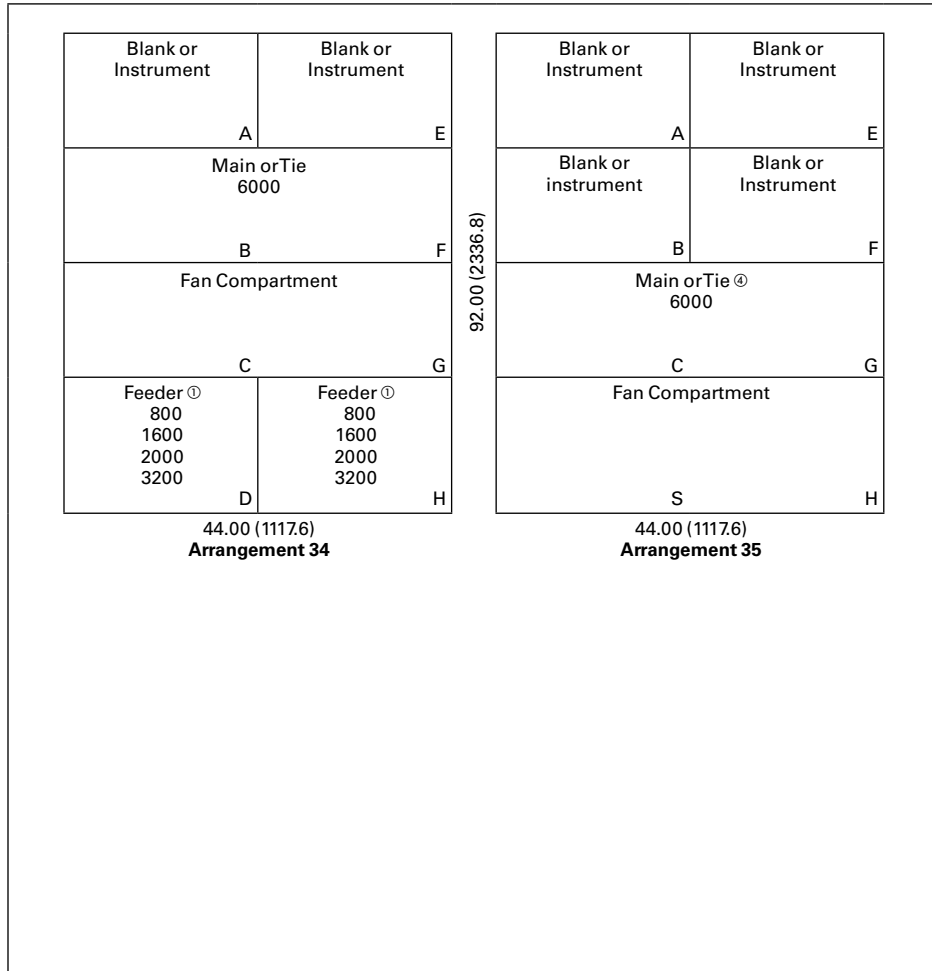 Blank or
Instrument
A
Blank or
Instrument
E
Main orTie
6000
B
F
Fan Compartment
C
G
Feeder ①
800
1600
2000
3200
D
Feeder ①
800
1600
2000
3200
H
44.00 (1117.6)
Arrangement 34
92.00 (2336.8)
Blank or
Instrument
A
Blank or
Instrument
E
Blank or
instrument
B
Blank or
Instrument
F
Main orTie ④
6000
C
G
Fan Compartment
S
H
44.00 (1117.6)
Arrangement 35